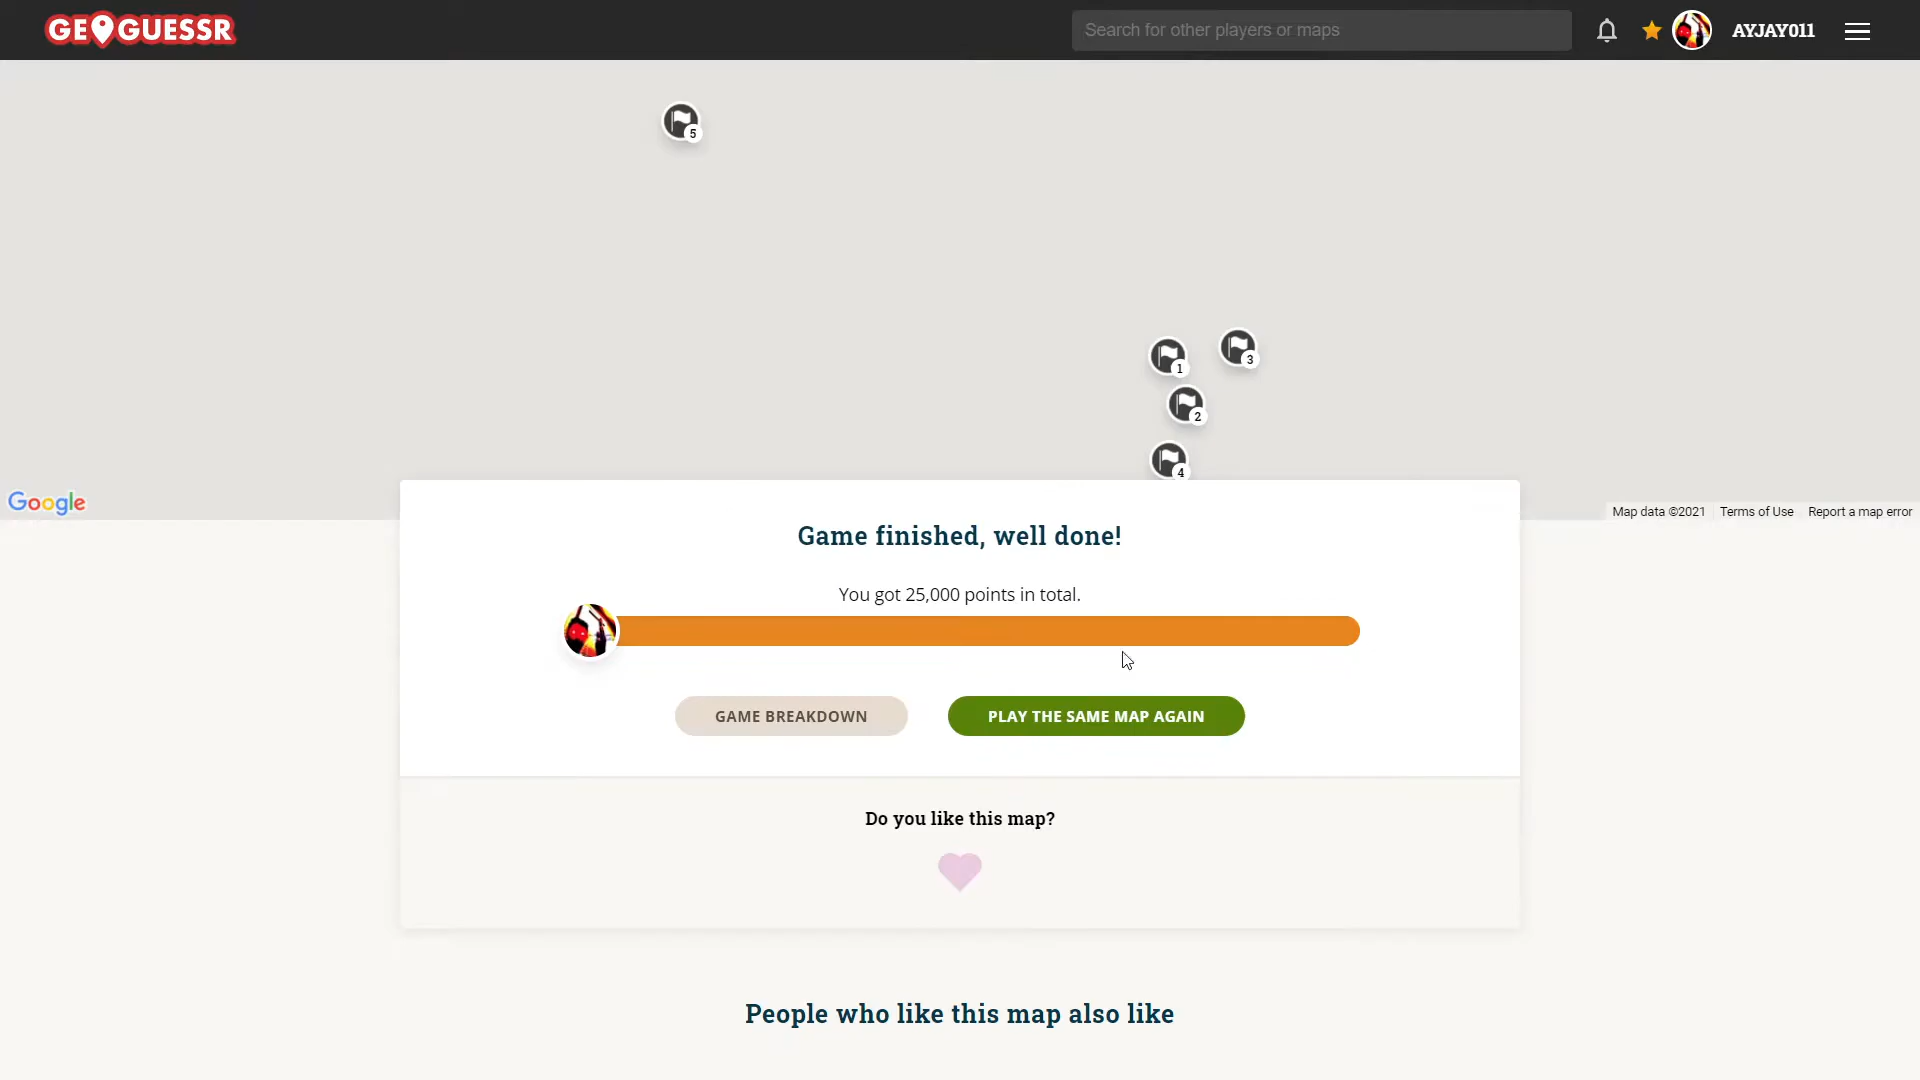 GEOGUESSR
Search for other players or maps
AYJAY011
5
1
3
2
4
Google
Map data ©2021
Terms of Use
Report a map error
Game finished, well done!
You got 25,000 points in total.
GAME BREAKDOWN
PLAY THE SAME MAP AGAIN
Do you like this map?
People who like this map also like